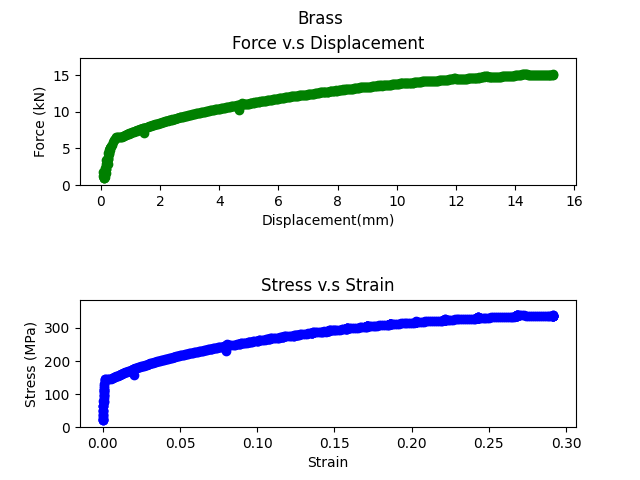 Brass
Force v.s Displacement
Force (kN)
15
10
5
0
0 2 4 6 8 10 12 14 16
Displacement(mm)
Stress v.s Strain
Stress (MPa)
300
200
100
0
0.00 0.05 0.10 0.15 0.20 0.25 0.30
Strain